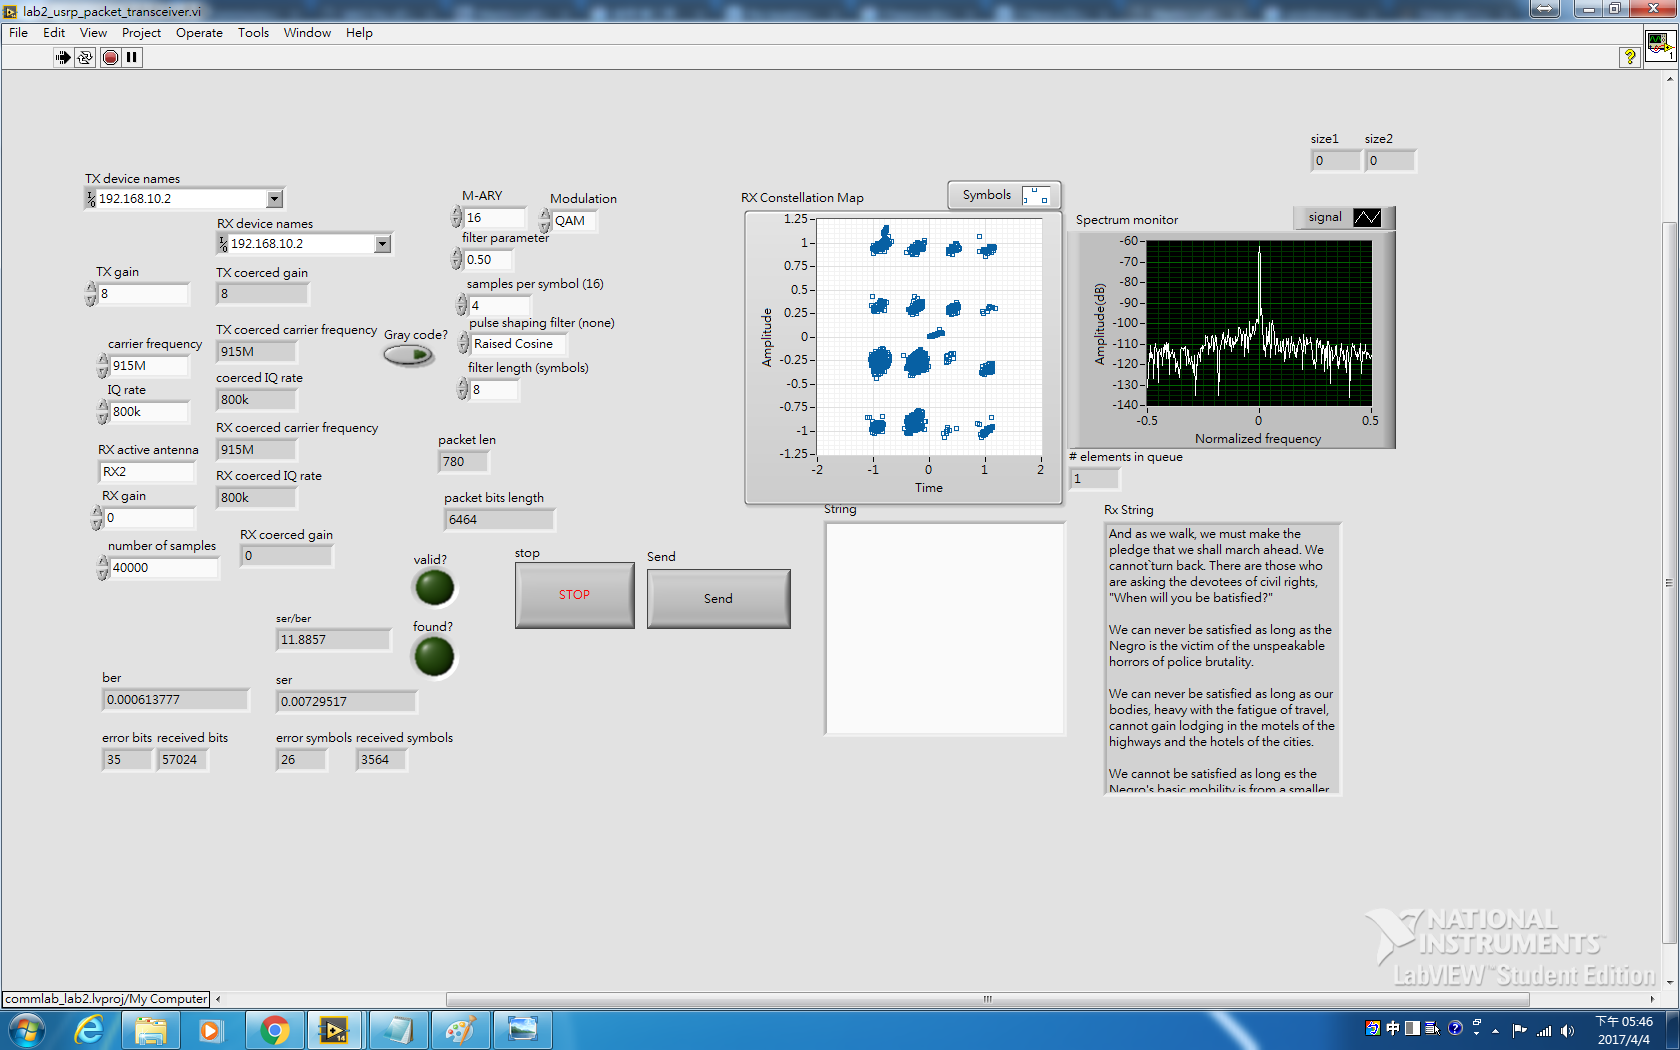 lab2_usrp_packet_transceiver.vi
File Edit View Project Operate Tools Window Help
size1 size2
0 0
TX device names
192.168.10.2
RX device names
192.168.10.2
TX gain
8
TX coerced gain
8
carrier frequency
915M
TX coerced carrier frequency
915M
IQ rate
800k
coerced IQ rate
800k
RX coerced carrier frequency
915M
RX active antenna
RX2
RX coerced IQ rate
800k
RX gain
0
RX coerced gain
0
number of samples
40000
Gray code?
M-ARY
16
Modulation
QAM
filter parameter
0.50
samples per symbol (16)
4
pulse shaping filter (none)
Raised Cosine
filter length (symbols)
8
packet len
780
packet bits length
6464
valid?
found?
stop
STOP
Send
Send
ser/ber
11.8857
ber
0.000613777
ser
0.00729517
error bits received bits
35 57024
error symbols received symbols
26 3564
RX Constellation Map
Symbols
Amplitude
1.25
1
0.75
0.5
0.25
0
-0.25
-0.5
-0.75
-1
-1.25
-2 -1 0 1 2
Time
Spectrum monitor
signal
Amplitude(dB)
-60
-70
-80
-90
-100
-110
-120
-130
-140
-0.5 0 0.5
Normalized frequency
# elements in queue
1
String
Rx String
And as we walk, we must make the
pledge that we shall march ahead. We
cannot`turn back. There are those who
are asking the devotees of civil rights,
"When will you be batisfied?"
We can never be satisfied as long as the
Negro is the victim of the unspeakable
horrors of police brutality.
We can never be satisfied as long as our
bodies, heavy with the fatigue of travel,
cannot gain lodging in the motels of the
highways and the hotels of the cities.
We cannot be satisfied as long es the
Negro's basic mobility is from a smaller
NATIONAL
INSTRUMENTS™
LabVIEW™ Student Edition
commlab_lab2.lvproj/My Computer
中
下午 05:46
2017/4/4